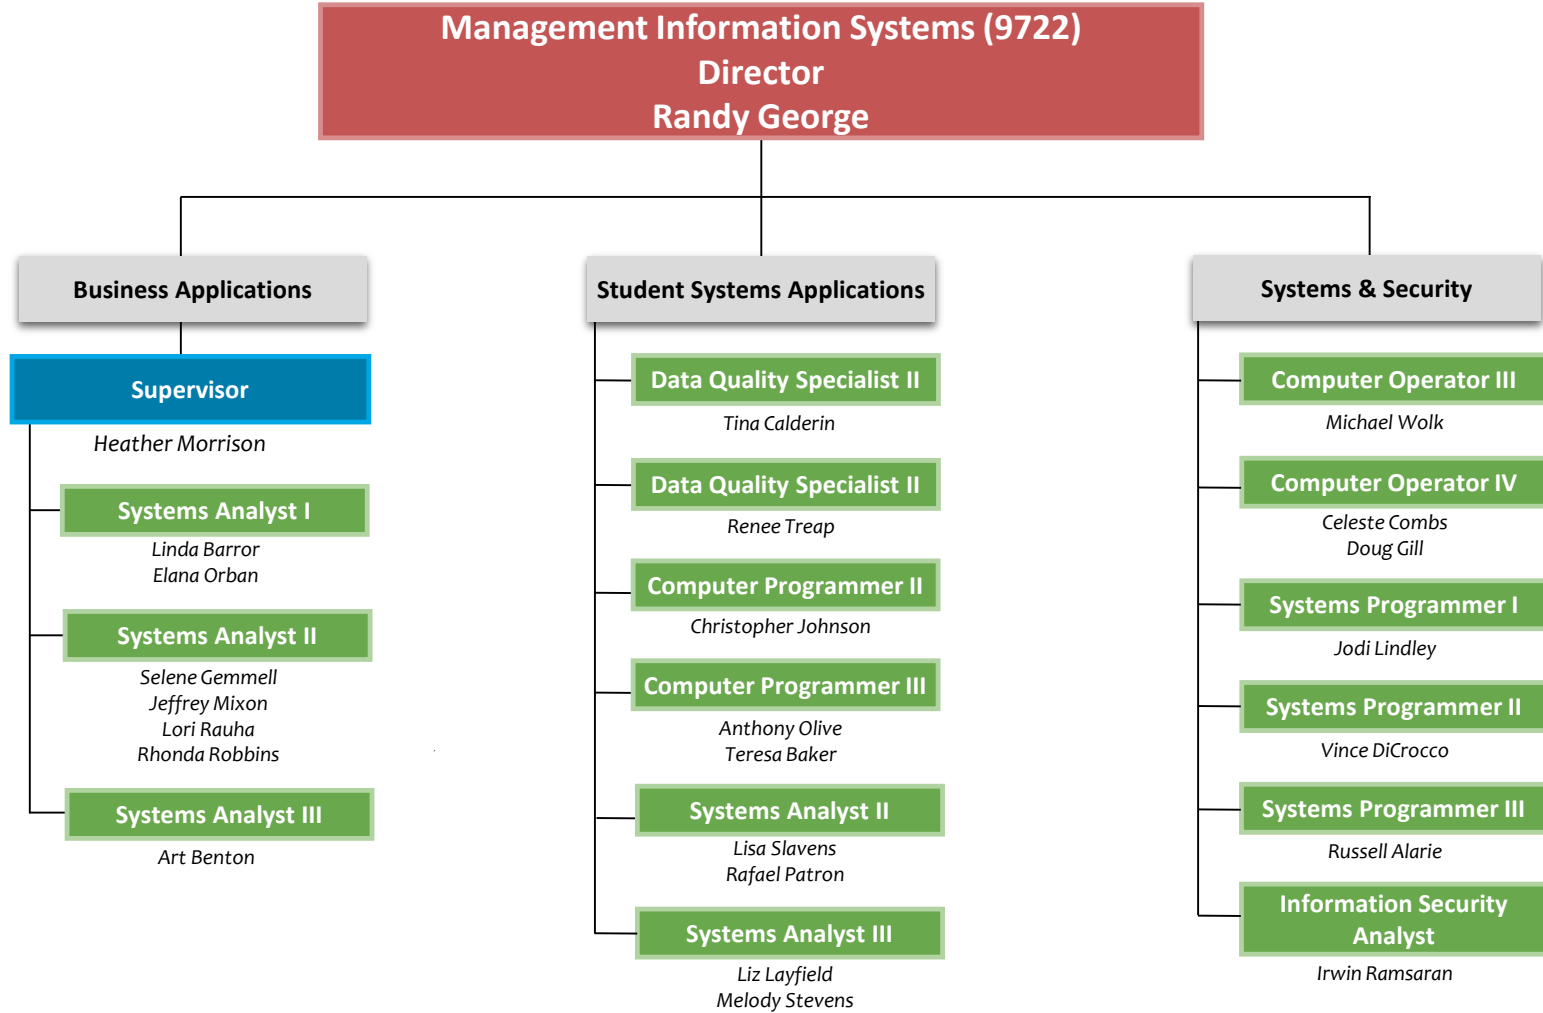 Management Information Systems (9722)
Director
Randy George
Business Applications
Supervisor
Heather Morrison
Systems Analyst I
Linda Barror
Elana Orban
Systems Analyst II
Selene Gemmell
Jeffrey Mixon
Lori Rauha
Rhonda Robbins
Systems Analyst III
Art Benton
Student Systems Applications
Data Quality Specialist II
Tina Calderin
Data Quality Specialist II
Renee Treap
Computer Programmer II
Christopher Johnson
Computer Programmer III
Anthony Olive
Teresa Baker
Systems Analyst II
Lisa Slavens
Rafael Patron
Systems Analyst III
Liz Layfield
Melody Stevens
Systems & Security
Computer Operator III
Michael Wolk
Computer Operator IV
Celeste Combs
Doug Gill
Systems Programmer I
Jodi Lindley
Systems Programmer II
Vince DiCrocco
Systems Programmer III
Russell Alarie
Information Security
Analyst
Irwin Ramsaran